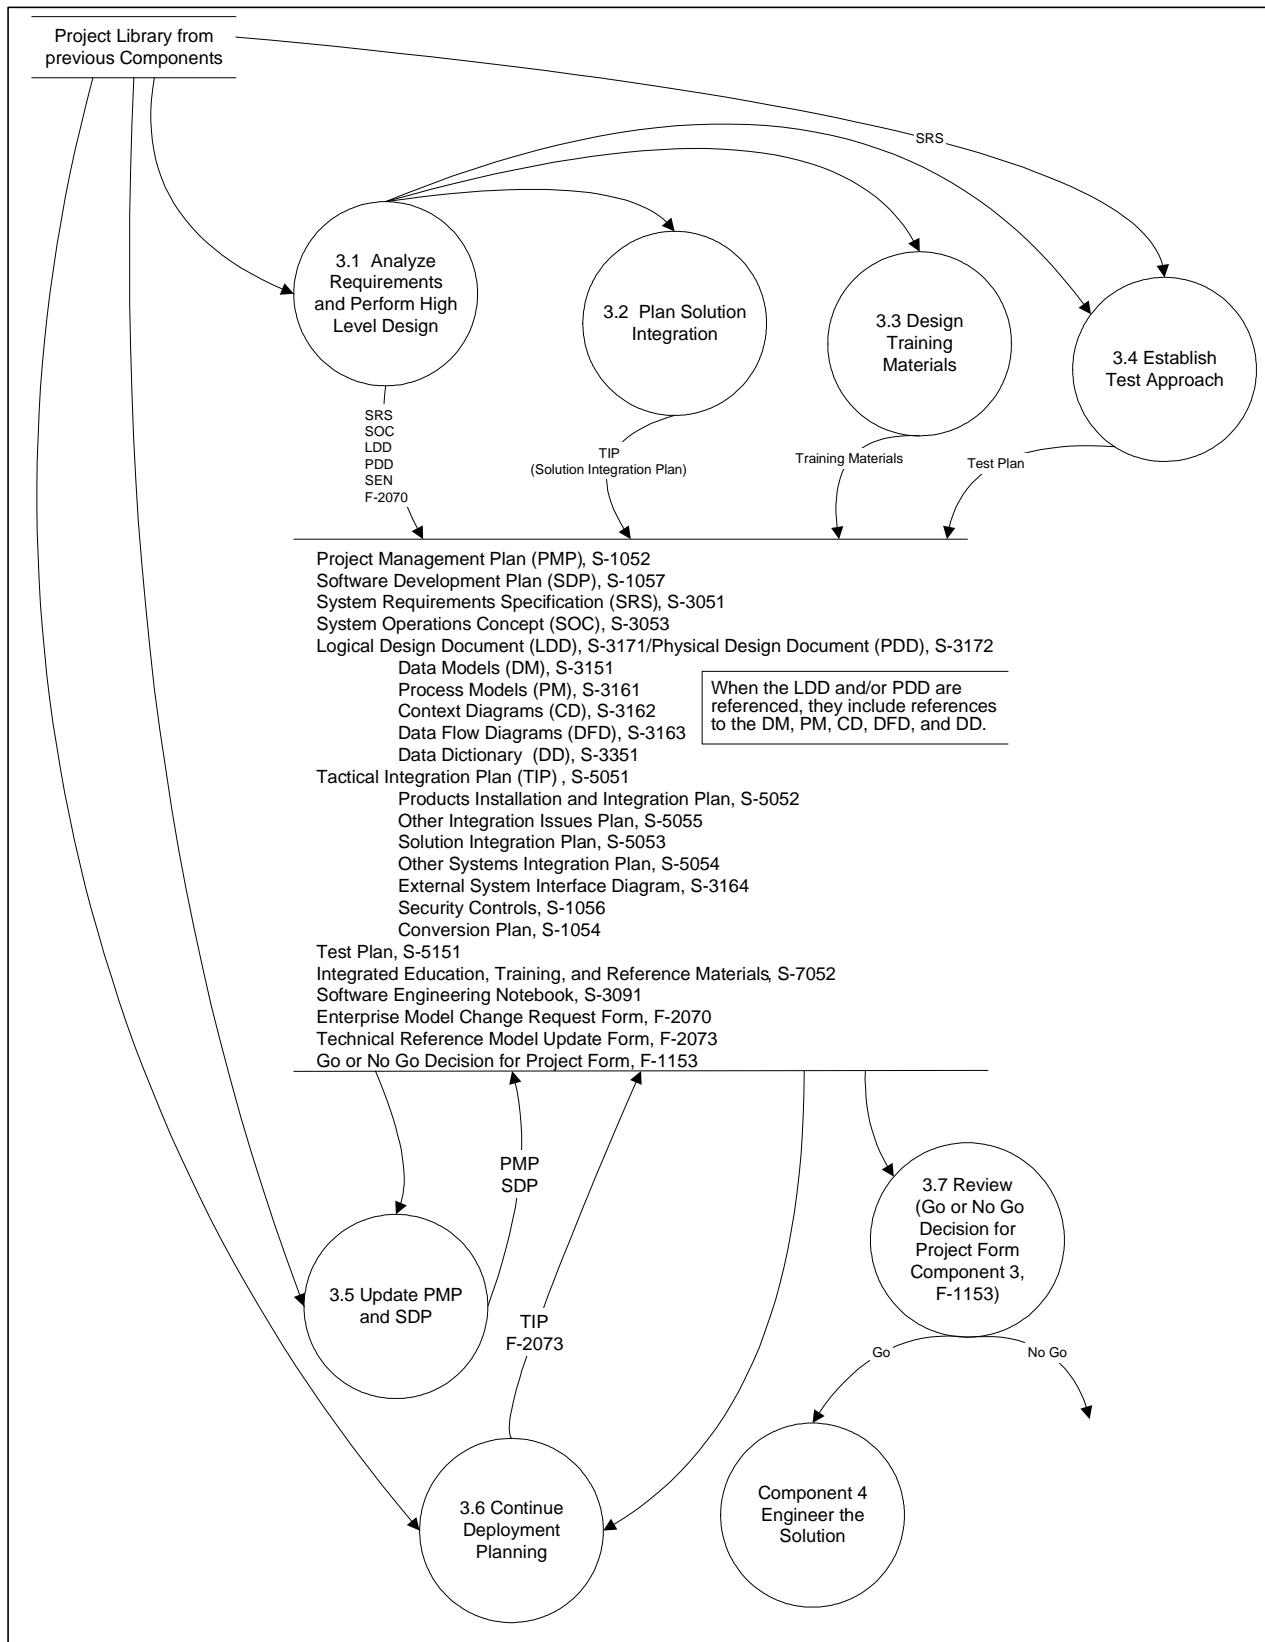 Project Library from
previous Components
SRS
3.1 Analyze
Requirements
and Perform High
Level Design
3.2 Plan Solution
Integration
3.3 Design
Training
Materials
3.4 Establish
Test Approach
SRS
SOC
LDD
PDD
SEN
F-2070
TIP
(Solution Integration Plan)
Training Materials
Test Plan
Project Management Plan (PMP), S-1052
Software Development Plan (SDP), S-1057
System Requirements Specification (SRS), S-3051
System Operations Concept (SOC), S-3053
Logical Design Document (LDD), S-3171/Physical Design Document (PDD), S-3172
Data Models (DM), S-3151
Process Models (PM), S-3161
Context Diagrams (CD), S-3162
Data Flow Diagrams (DFD), S-3163
Data Dictionary (DD), S-3351
When the LDD and/or PDD are
referenced, they include references
to the DM, PM, CD, DFD, and DD.
Tactical Integration Plan (TIP) , S-5051
Products Installation and Integration Plan, S-5052
Other Integration Issues Plan, S-5055
Solution Integration Plan, S-5053
Other Systems Integration Plan, S-5054
External System Interface Diagram, S-3164
Security Controls, S-1056
Conversion Plan, S-1054
Test Plan, S-5151
Integrated Education, Training, and Reference Materials, S-7052
Software Engineering Notebook, S-3091
Enterprise Model Change Request Form, F-2070
Technical Reference Model Update Form, F-2073
Go or No Go Decision for Project Form, F-1153
PMP
SDP
3.7 Review
(Go or No Go
Decision for
Project Form
Component 3,
F-1153)
3.5 Update PMP
and SDP
TIP
F-2073
Go
No Go
3.6 Continue
Deployment
Planning
Component 4
Engineer the
Solution